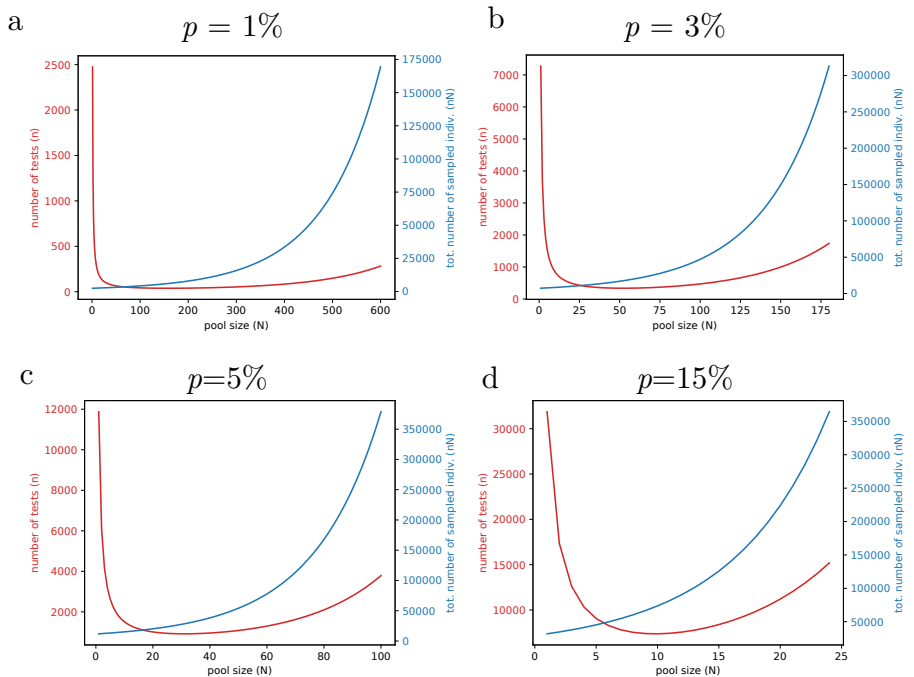 a
p = 1%
number of tests (n)
2500
2000
1500
1000
500
0
175000
150000
125000
100000
75000
50000
25000
0
tot. number of sampled indiv. (nN)
0 100 200 300 400 500 600
pool size (N)
b
p = 3%
number of tests (n)
7000
6000
5000
4000
3000
2000
1000
0
300000
250000
200000
150000
100000
50000
0
tot. number of sampled indiv. (nN)
0 25 50 75 100 125 150 175
pool size (N)
c
p=5%
number of tests (n)
12000
10000
8000
6000
4000
2000
350000
300000
250000
200000
150000
100000
50000
0
tot. number of sampled indiv. (nN)
0 20 40 60 80 100
pool size (N)
d
p=15%
number of tests (n)
30000
25000
20000
15000
10000
350000
300000
250000
200000
150000
100000
50000
tot. number of sampled indiv. (nN)
0 5 10 15 20 25
pool size (N)